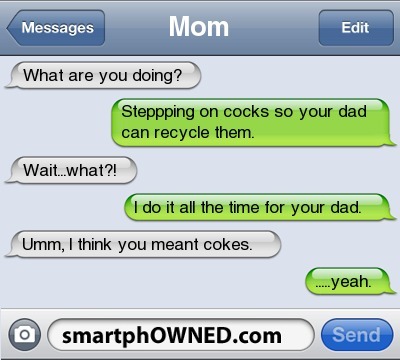 Messages
Mom
Edit
What are you doing?
Steppping on cocks so your dad
can recycle them.
Wait...what?!
I do it all the time for your dad.
Umm, I think you meant cokes.
.....yeah.
smartphOWNED.com
Send